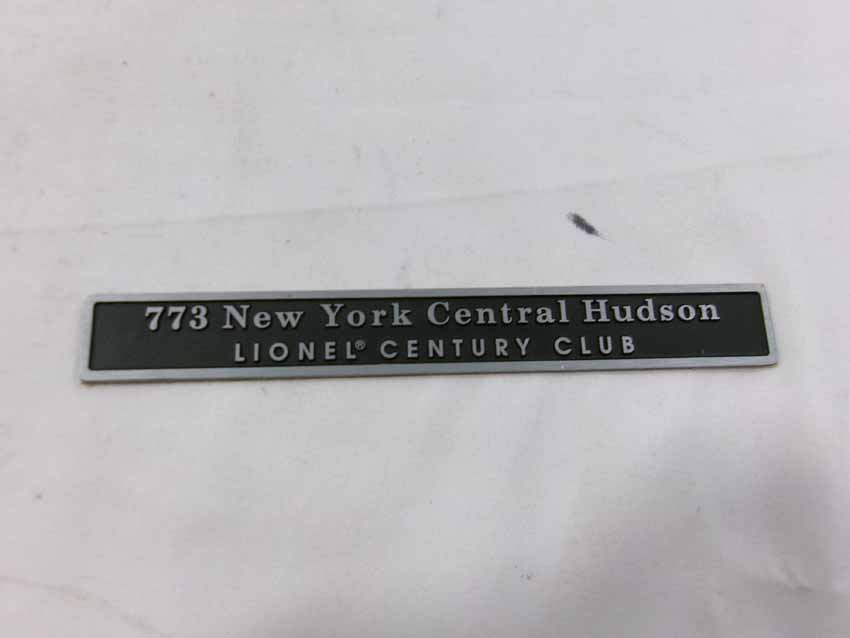 773 New York Central Hudson
LIONEL® CENTURY CLUB